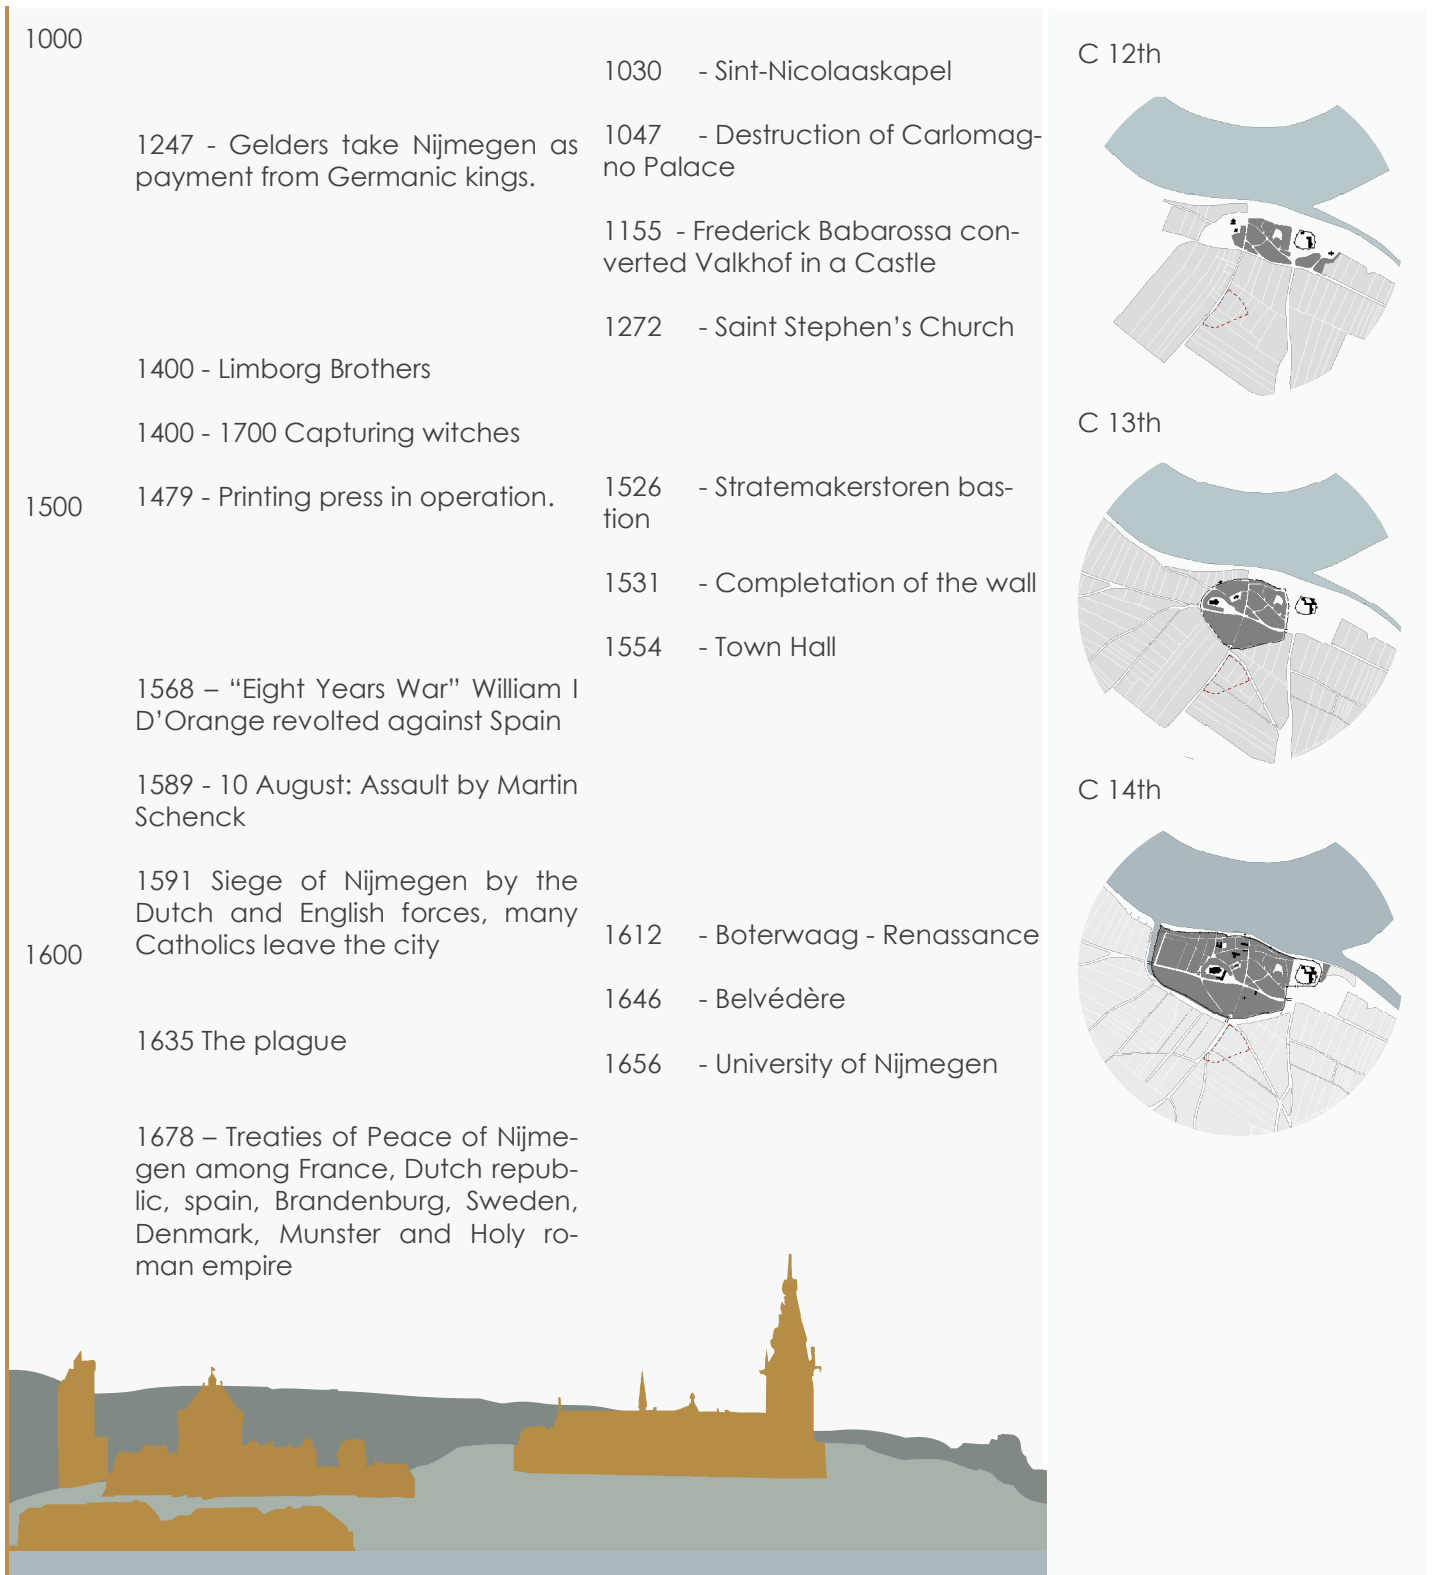 1000
1247 - Gelders take Nijmegen as
payment from Germanic kings.
1400 - Limborg Brothers
1400 - 1700 Capturing witches
1500
1479 - Printing press in operation.
1568 – “Eight Years War” William I
D’Orange revolted against Spain
1589 - 10 August: Assault by Martin
Schenck
1591 Siege of Nijmegen by the
Dutch and English forces, many
Catholics leave the city
1600
1635 The plague
1678 – Treaties of Peace of Nijme-
gen among France, Dutch repub-
lic, spain, Brandenburg, Sweden,
Denmark, Munster and Holy ro-
man empire
1030 - Sint-Nicolaaskapel
1047 - Destruction of Carlomag-
no Palace
1155 - Frederick Babarossa con-
verted Valkhof in a Castle
1272 - Saint Stephen’s Church
1526 - Stratemakerstoren bas-
tion
1531 - Completation of the wall
1554 - Town Hall
1612 - Boterwaag - Renassance
1646 - Belvédère
1656 - University of Nijmegen
C 12th
C 13th
C 14th